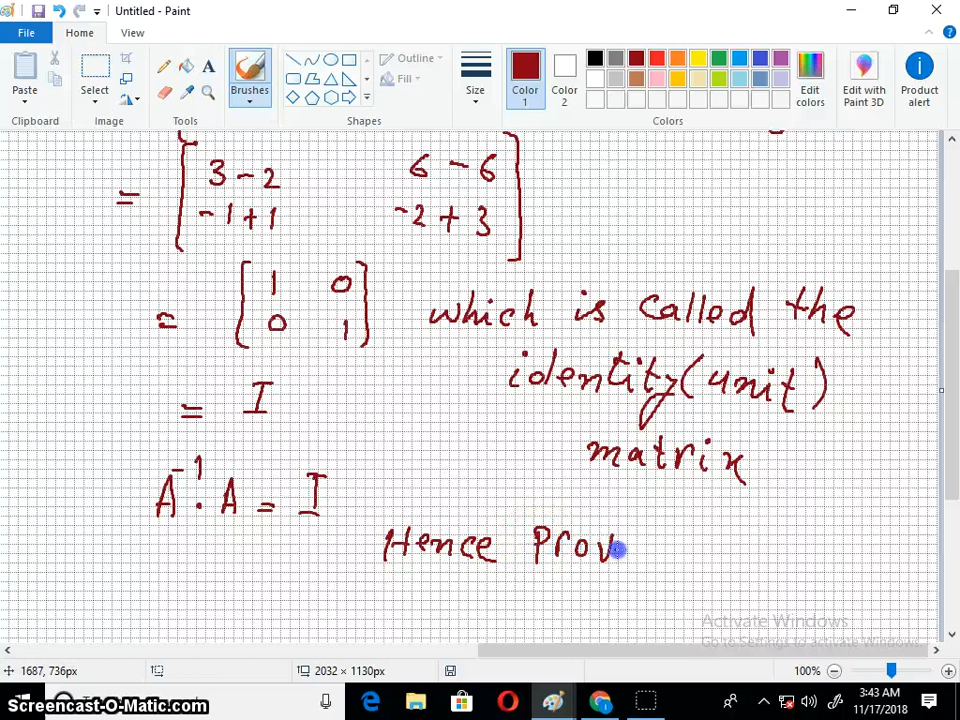 Untitled - Paint
File Home View
Paste Select Brushes Outline Fill Size Color 1 Color 2 Edit colors Edit with Paint 3D Product alert
Clipboard Image Tools Shapes Colors
= [ 3 - 2 6 - 6
-1 + 1 -2 + 3 ]
= [ 1 0
0 1 ] which is called the
identity (unit)
= I
matrix
A⁻¹ . A = I
Hence Prov
Activate Windows
Go to Settings to activate Windows.
1687, 736px 2032 × 1130px 100%
Screencast-O-Matic.com
3:43 AM
11/17/2018